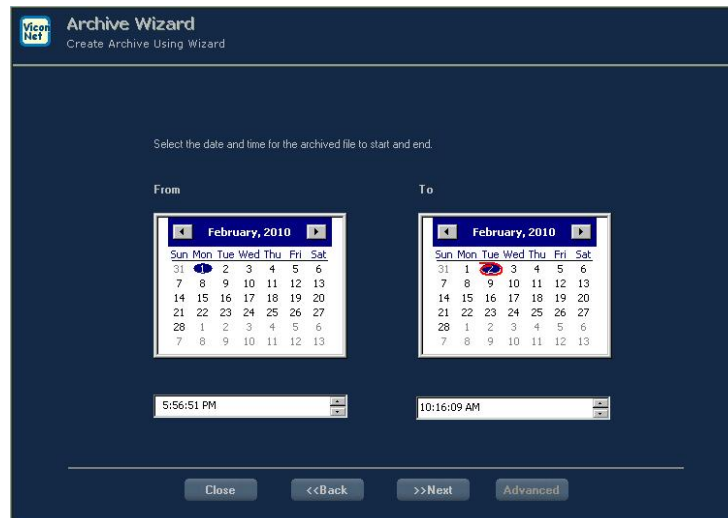 Vicon
Net
Archive Wizard
Create Archive Using Wizard
Select the date and time for the archived file to start and end.
From
To
February, 2010
Sun Mon Tue Wed Thu Fri Sat
31 1 2 3 4 5 6
7 8 9 10 11 12 13
14 15 16 17 18 19 20
21 22 23 24 25 26 27
28 1 2 3 4 5 6
7 8 9 10 11 12 13
February, 2010
Sun Mon Tue Wed Thu Fri Sat
31 1 2 3 4 5 6
7 8 9 10 11 12 13
14 15 16 17 18 19 20
21 22 23 24 25 26 27
28 1 2 3 4 5 6
7 8 9 10 11 12 13
5:56:51 PM
10:16:09 AM
Close
<<Back
>>Next
Advanced